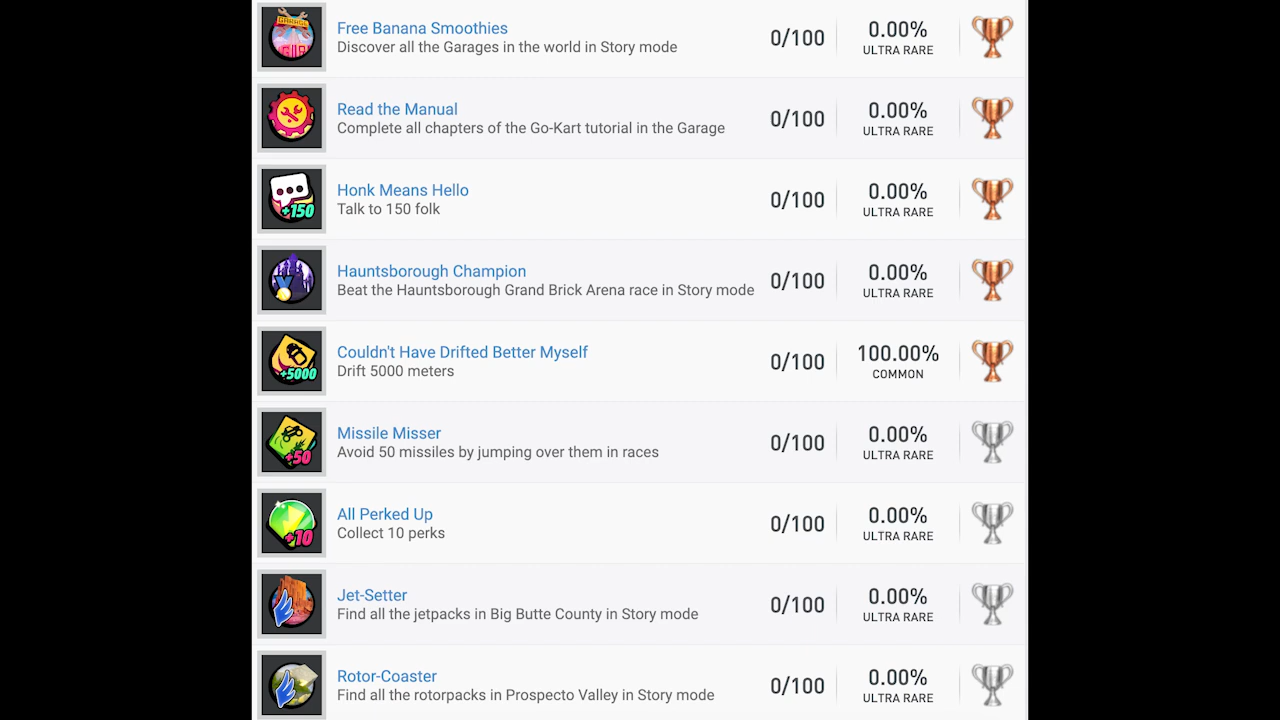 GARAGE
Free Banana Smoothies
Discover all the Garages in the world in Story mode
0/100
0.00%
ULTRA RARE
Read the Manual
Complete all chapters of the Go-Kart tutorial in the Garage
0/100
0.00%
ULTRA RARE
+150
Honk Means Hello
Talk to 150 folk
0/100
0.00%
ULTRA RARE
Hauntsborough Champion
Beat the Hauntsborough Grand Brick Arena race in Story mode
0/100
0.00%
ULTRA RARE
+5000
Couldn't Have Drifted Better Myself
Drift 5000 meters
0/100
100.00%
COMMON
+50
Missile Misser
Avoid 50 missiles by jumping over them in races
0/100
0.00%
ULTRA RARE
+10
All Perked Up
Collect 10 perks
0/100
0.00%
ULTRA RARE
Jet-Setter
Find all the jetpacks in Big Butte County in Story mode
0/100
0.00%
ULTRA RARE
Rotor-Coaster
Find all the rotorpacks in Prospecto Valley in Story mode
0/100
0.00%
ULTRA RARE